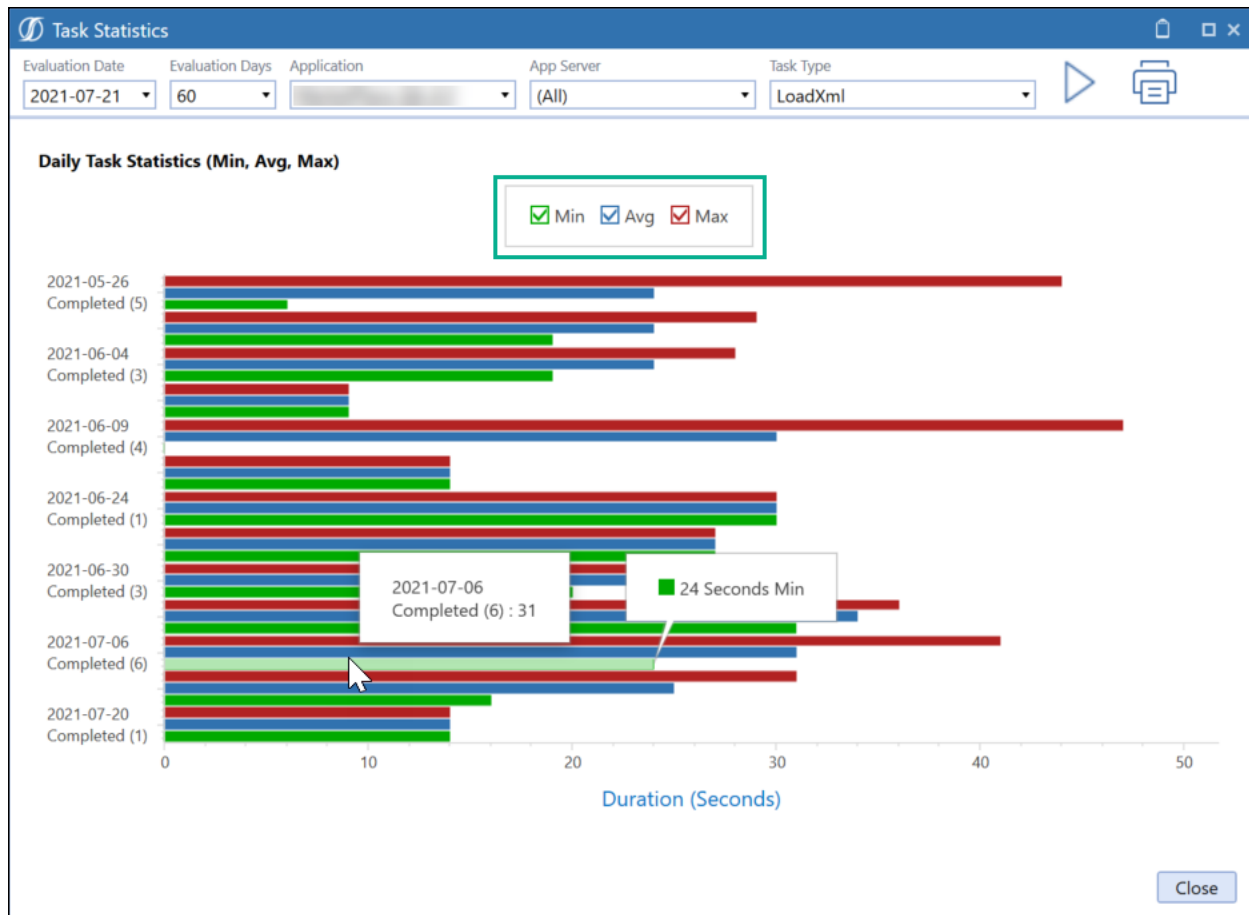 Task Statistics
Evaluation Date Evaluation Days Application App Server Task Type
2021-07-21 60 (All) LoadXml
Daily Task Statistics (Min, Avg, Max)
Min Avg Max
2021-05-26
Completed (5)
2021-06-04
Completed (3)
2021-06-09
Completed (4)
2021-06-24
Completed (1)
2021-06-30
Completed (3)
2021-07-06
Completed (6) : 31
24 Seconds Min
2021-07-06
Completed (6)
2021-07-20
Completed (1)
0 10 20 30 40 50
Duration (Seconds)
Close